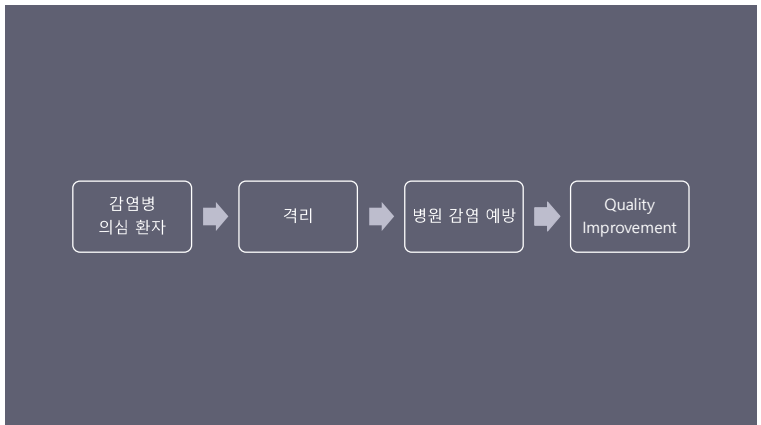 감염병
의심 환자
격리
병원 감염 예방
Quality
Improvement